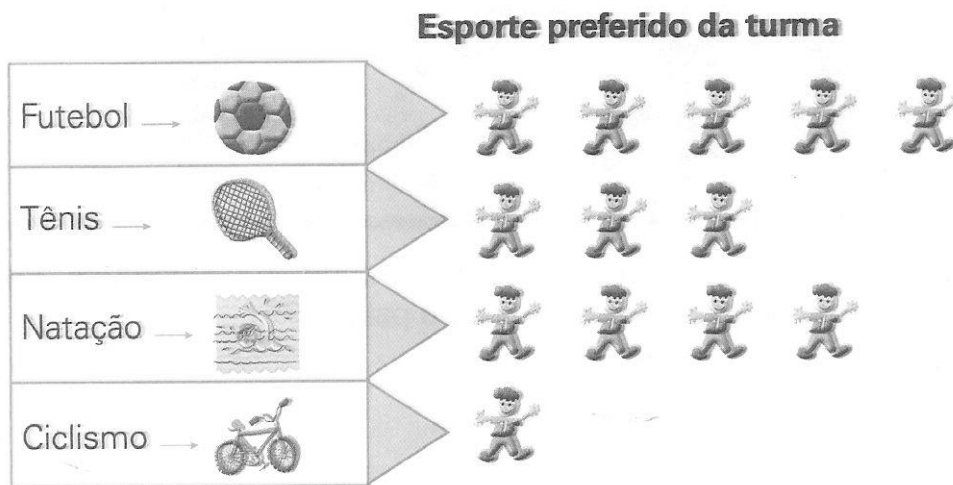 Esporte preferido da turma
Futebol →
Tênis →
Natação →
Ciclismo →